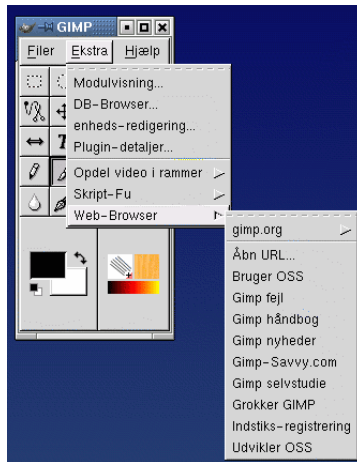 GIMP
Filer Ekstra Hjælp
Modulvisning...
DB-Browser...
enheds-redigering...
Plugin-detaljer...
Opdel video i rammer
Skript-Fu
Web-Browser
gimp.org
Åbn URL...
Bruger OSS
Gimp fejl
Gimp håndbog
Gimp nyheder
Gimp-Savvy.com
Gimp selvstudie
Grokker GIMP
Indstiks-registrering
Udvikler OSS